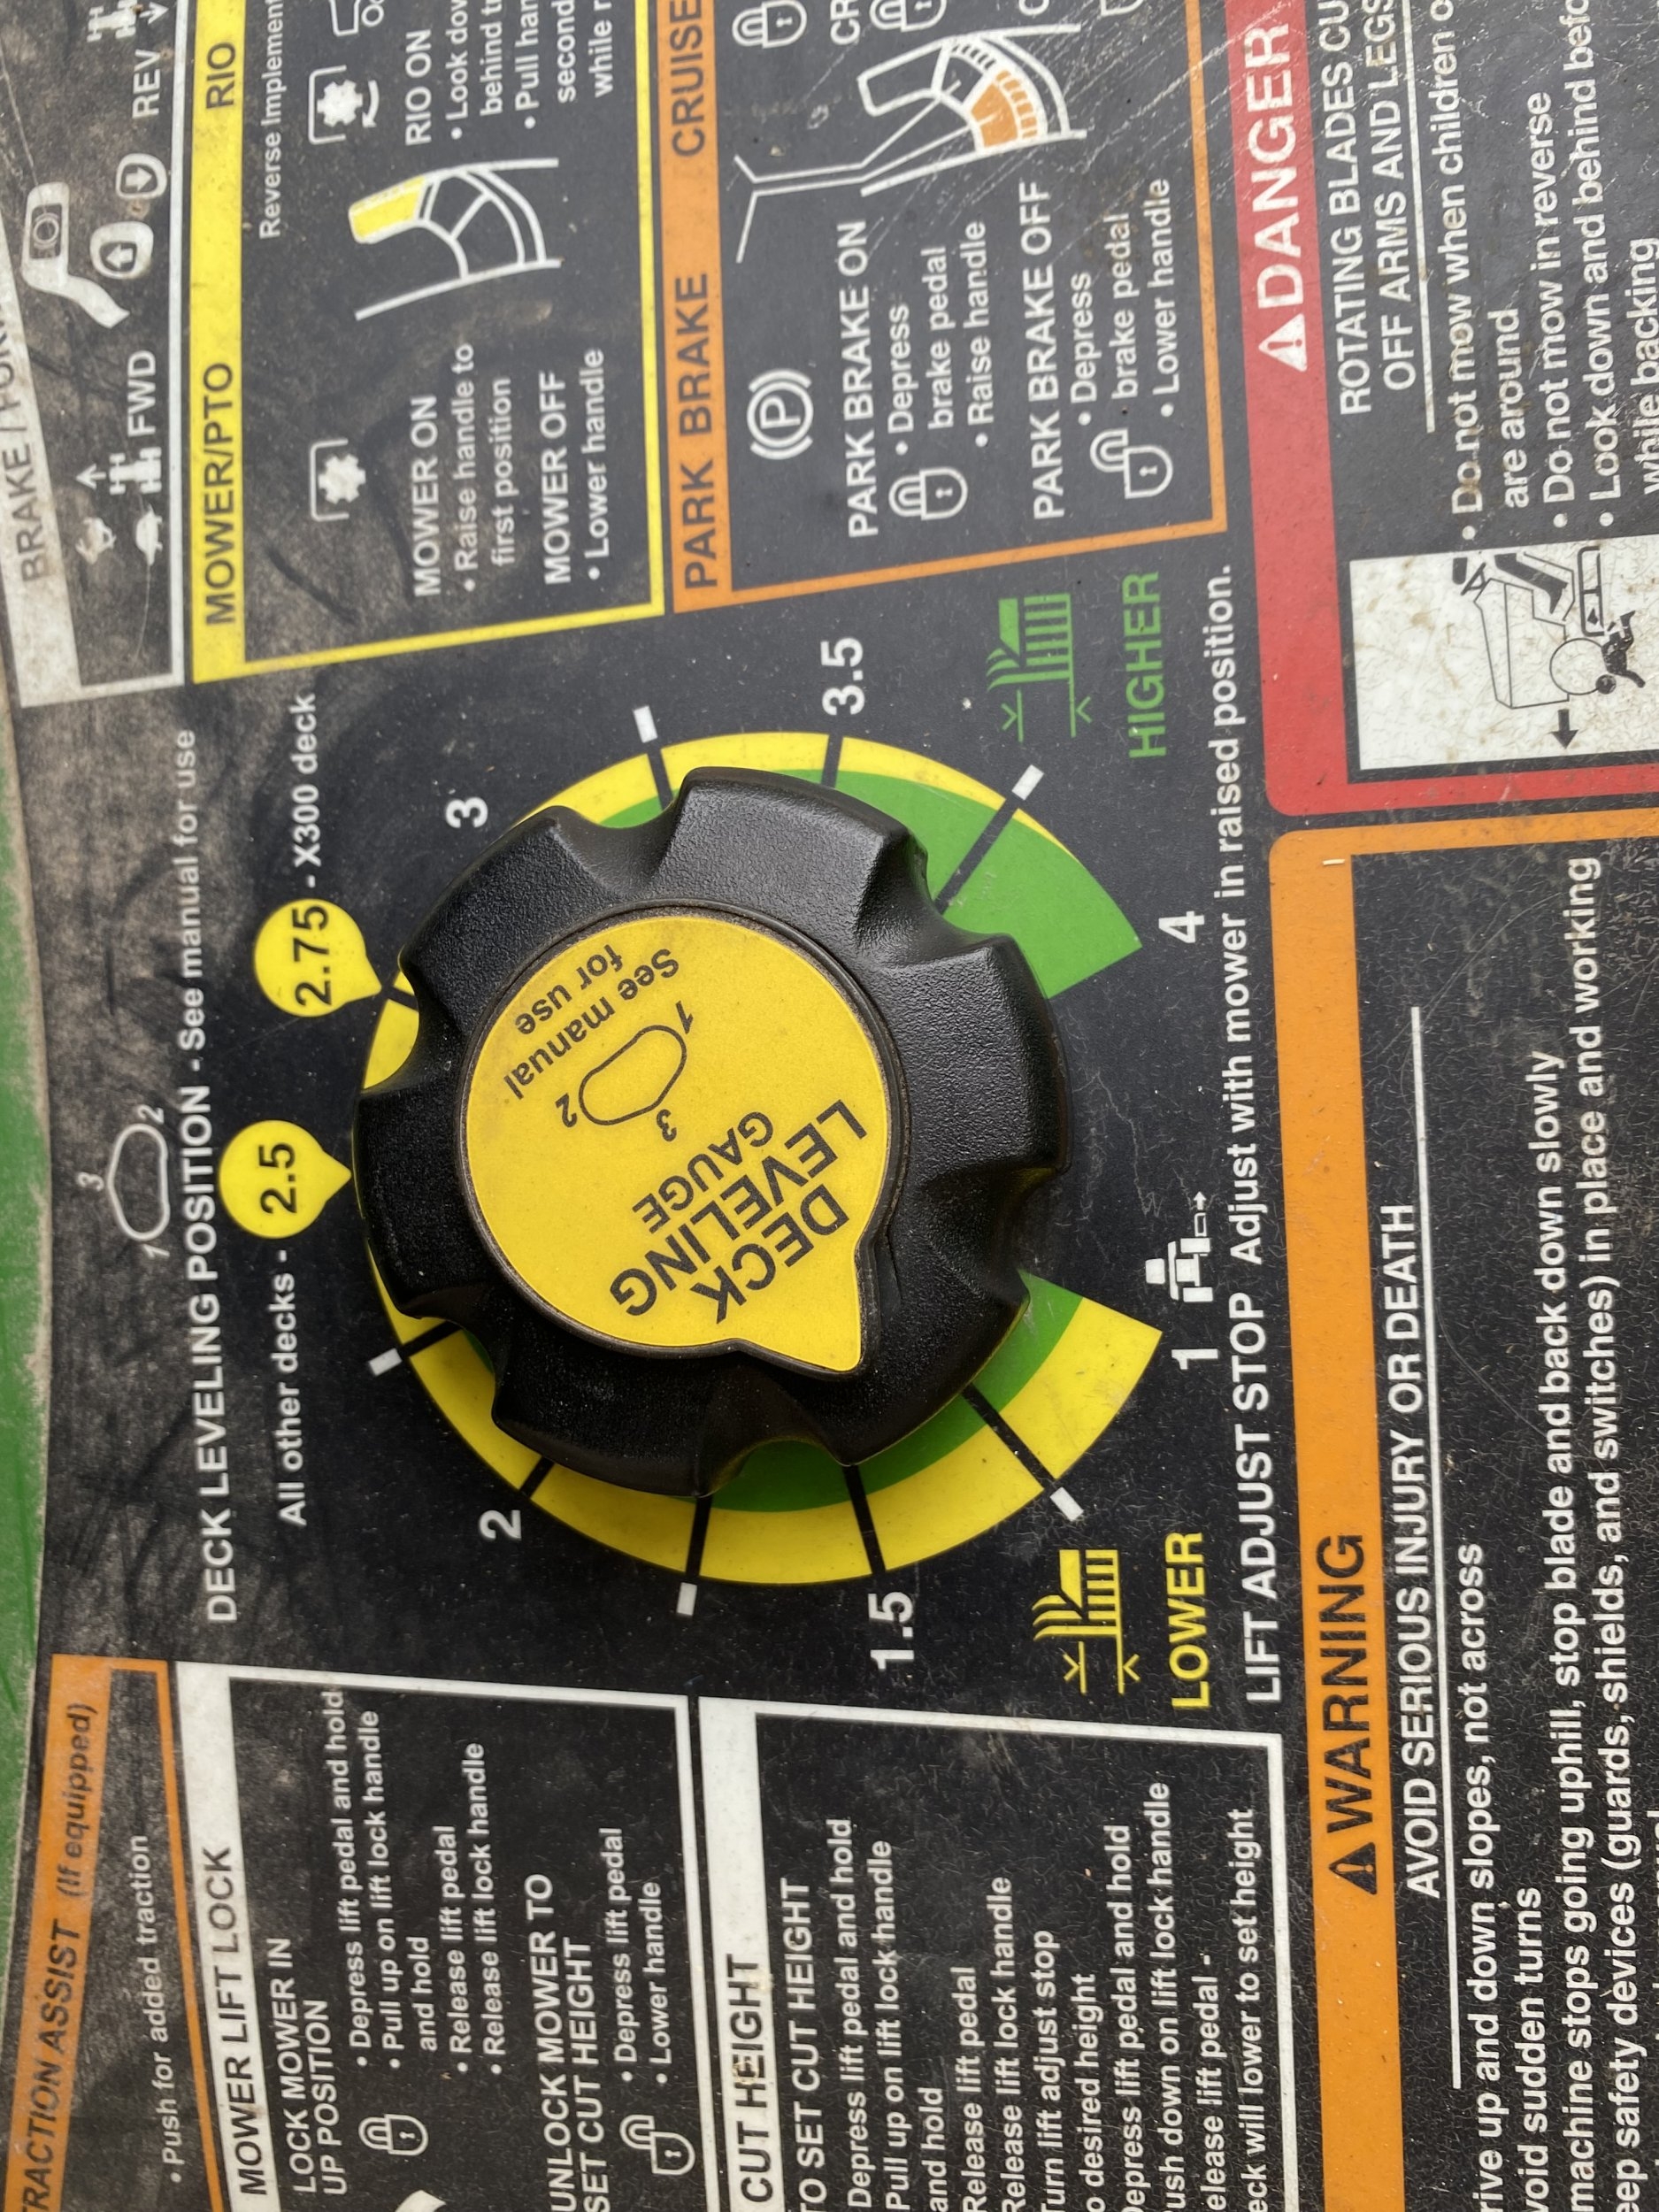 BRAKE /
FWD
REV
TRACTION ASSIST (If equipped)
• Push for added traction
MOWER LIFT LOCK
LOCK MOWER IN
UP POSITION
• Depress lift pedal and hold
• Pull up on lift lock handle
and hold
• Release lift pedal
• Release lift lock handle
UNLOCK MOWER TO
SET CUT HEIGHT
• Depress lift pedal
• Lower handle
CUT HEIGHT
TO SET CUT HEIGHT
Depress lift pedal and hold
Pull up on lift lock handle
and hold
Release lift pedal
Release lift lock handle
Turn lift adjust stop
to desired height
Depress lift pedal and hold
push down on lift lock handle
release lift pedal -
deck will lower to set height
1 3 2
DECK LEVELING POSITION - See manual for use
All other decks - 2.5 2.75 - X300 deck
2
3
1.5
3.5
1
4
LOWER
HIGHER
DECK
LEVELING
GAUGE
3 2 1
See manual
for use
LIFT ADJUST STOP Adjust with mower in raised position.
MOWER/PTO RIO
Reverse Implement
MOWER ON
• Raise handle to
first position
MOWER OFF
• Lower handle
RIO ON
• Look dow
behind tr
• Pull han
second
while r
PARK BRAKE CRUISE
(P)
PARK BRAKE ON
• Depress
brake pedal
• Raise handle
PARK BRAKE OFF
• Depress
brake pedal
• Lower handle
CR
DANGER
ROTATING BLADES CU
OFF ARMS AND LEGS
• Do not mow when children o
are around
• Do not mow in reverse
• Look down and behind befo
while backing
WARNING
AVOID SERIOUS INJURY OR DEATH
ive up and down slopes, not across
void sudden turns
machine stops going uphill, stop blade and back down slowly
ep safety devices (guards, shields, and switches) in place and working